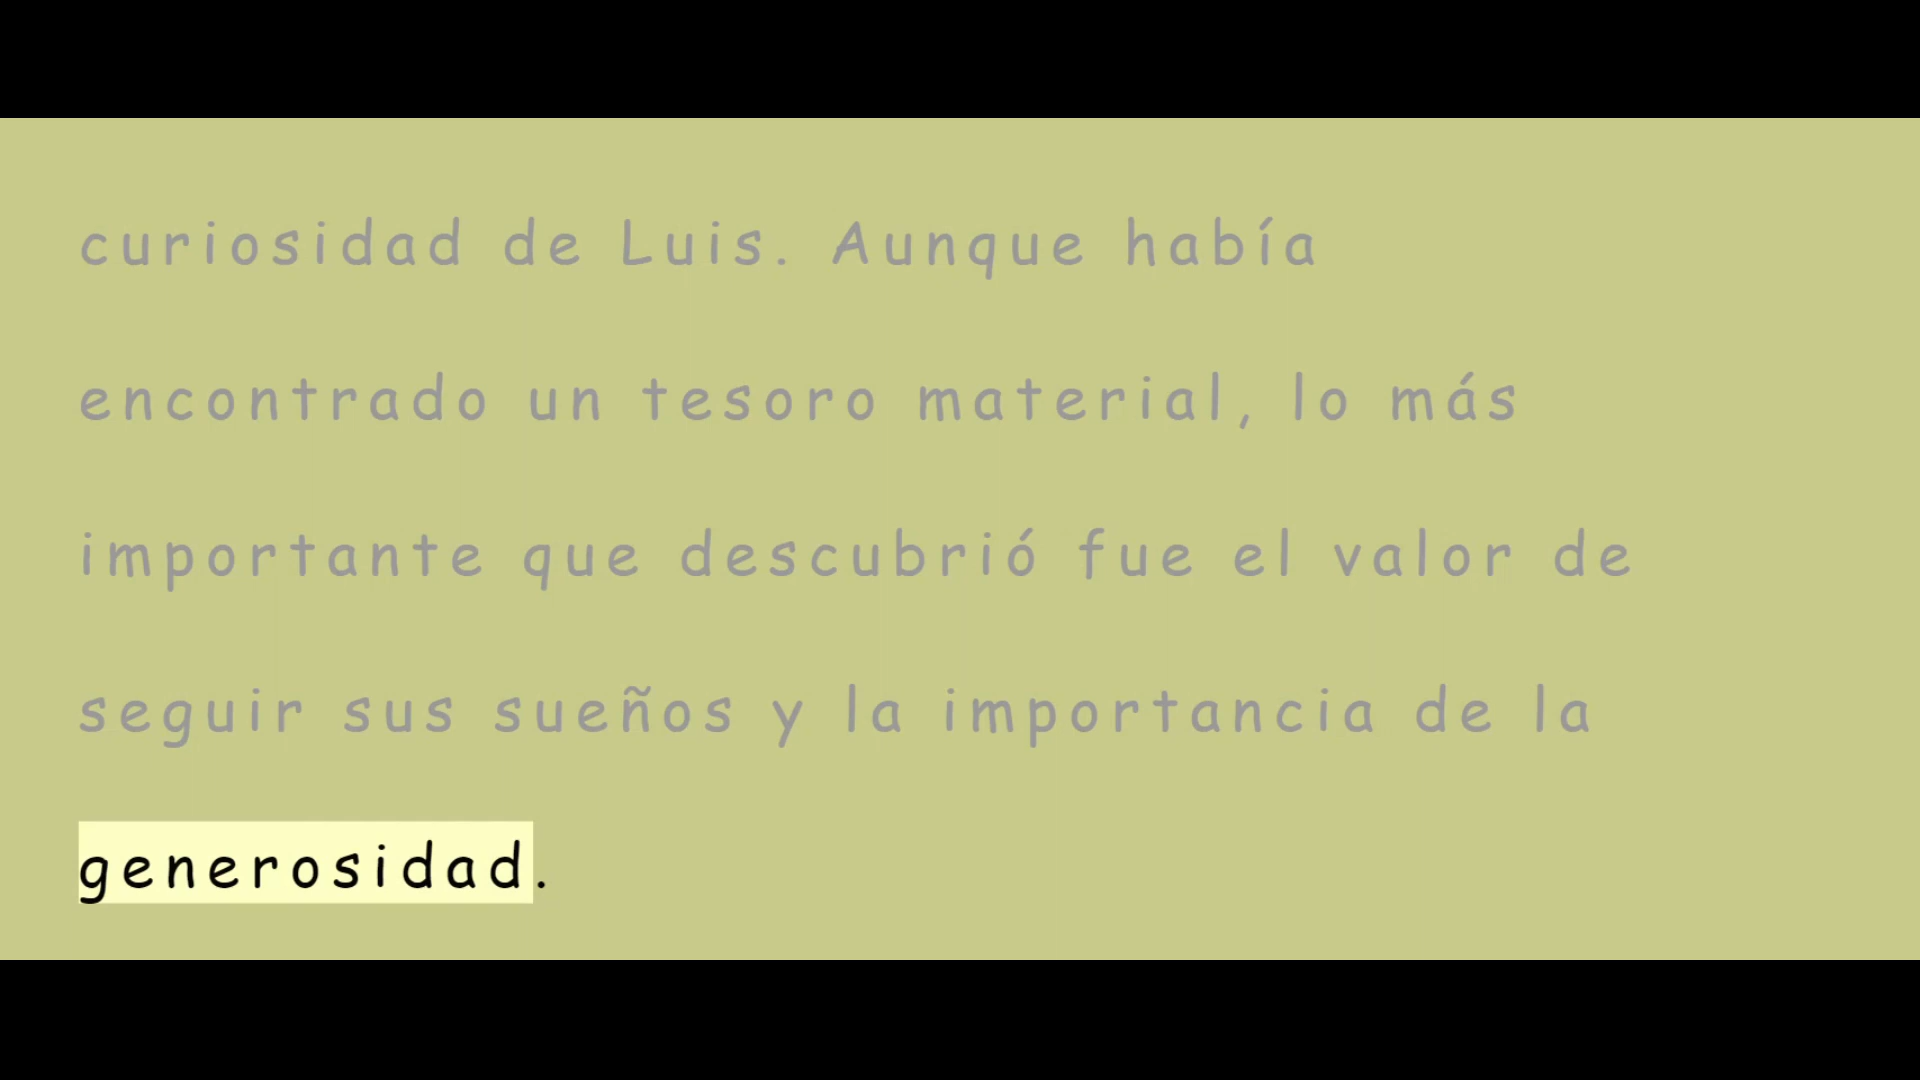 curiosidad de Luis. Aunque había
encontrado un tesoro material, lo más
importante que descubrió fue el valor de
seguir sus sueños y la importancia de la
generosidad.